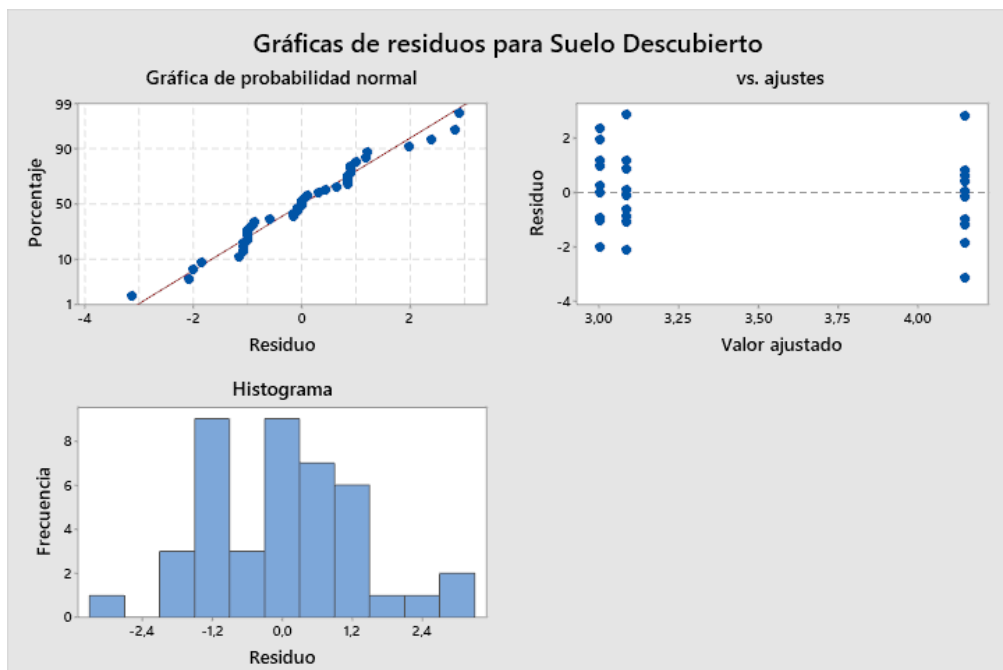 Gráficas de residuos para Suelo Descubierto
Gráfica de probabilidad normal
99
90
50
10
1
Porcentaje
-4
-2
0
2
Residuo
vs. ajustes
2
0
-2
-4
Residuo
3,00
3,25
3,50
3,75
4,00
Valor ajustado
Histograma
8
6
4
2
0
Frecuencia
-2,4
-1,2
0,0
1,2
2,4
Residuo